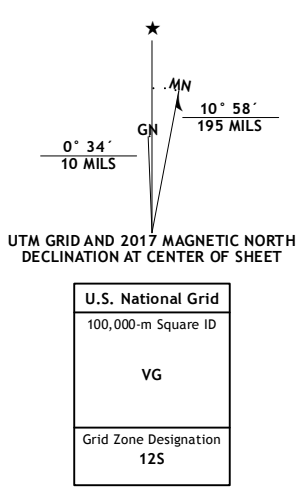 ★
MN
GN
10° 58´
195 MILS
0° 34´
10 MILS
UTM GRID AND 2017 MAGNETIC NORTH
DECLINATION AT CENTER OF SHEET
U.S. National Grid
100,000-m Square ID
VG
Grid Zone Designation
12S